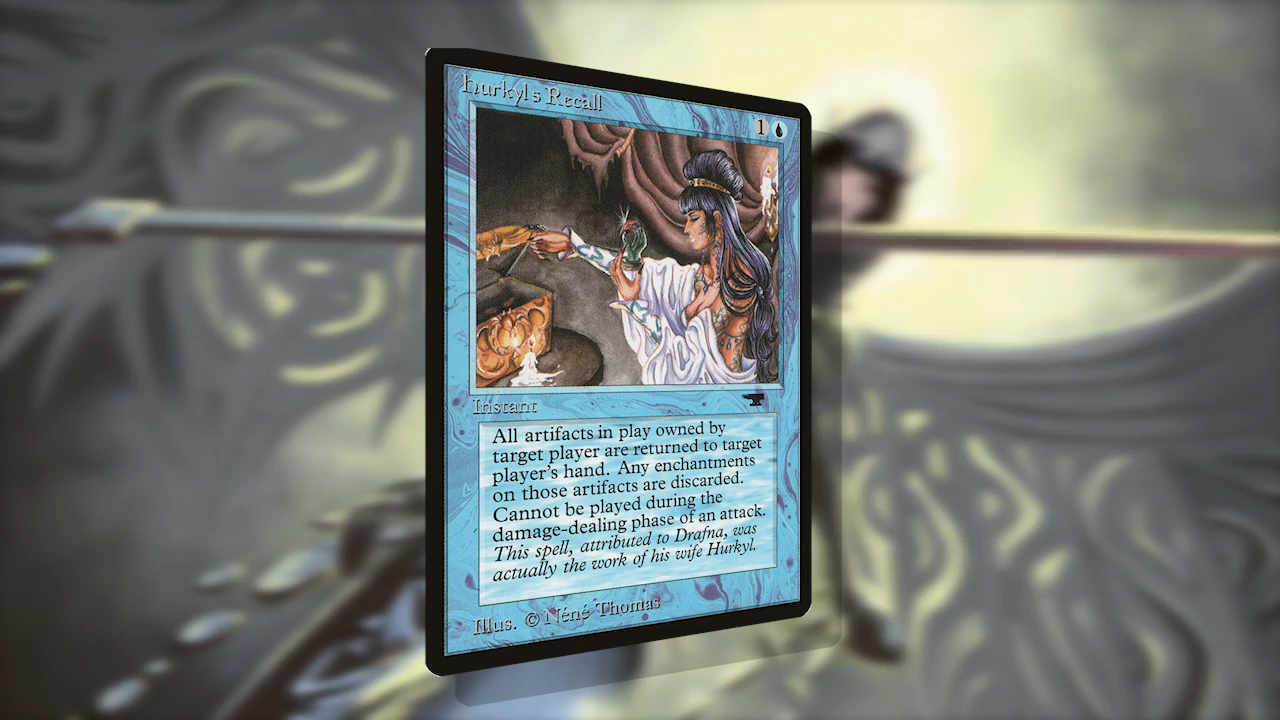 Hurkyl's Recall
1
Instant
All artifacts in play owned by
target player are returned to target
player's hand. Any enchantments
on those artifacts are discarded.
Cannot be played during the
damage-dealing phase of an attack.
This spell, attributed to Drafna, was
actually the work of his wife Hurkyl.
Illus. © Néné Thomas